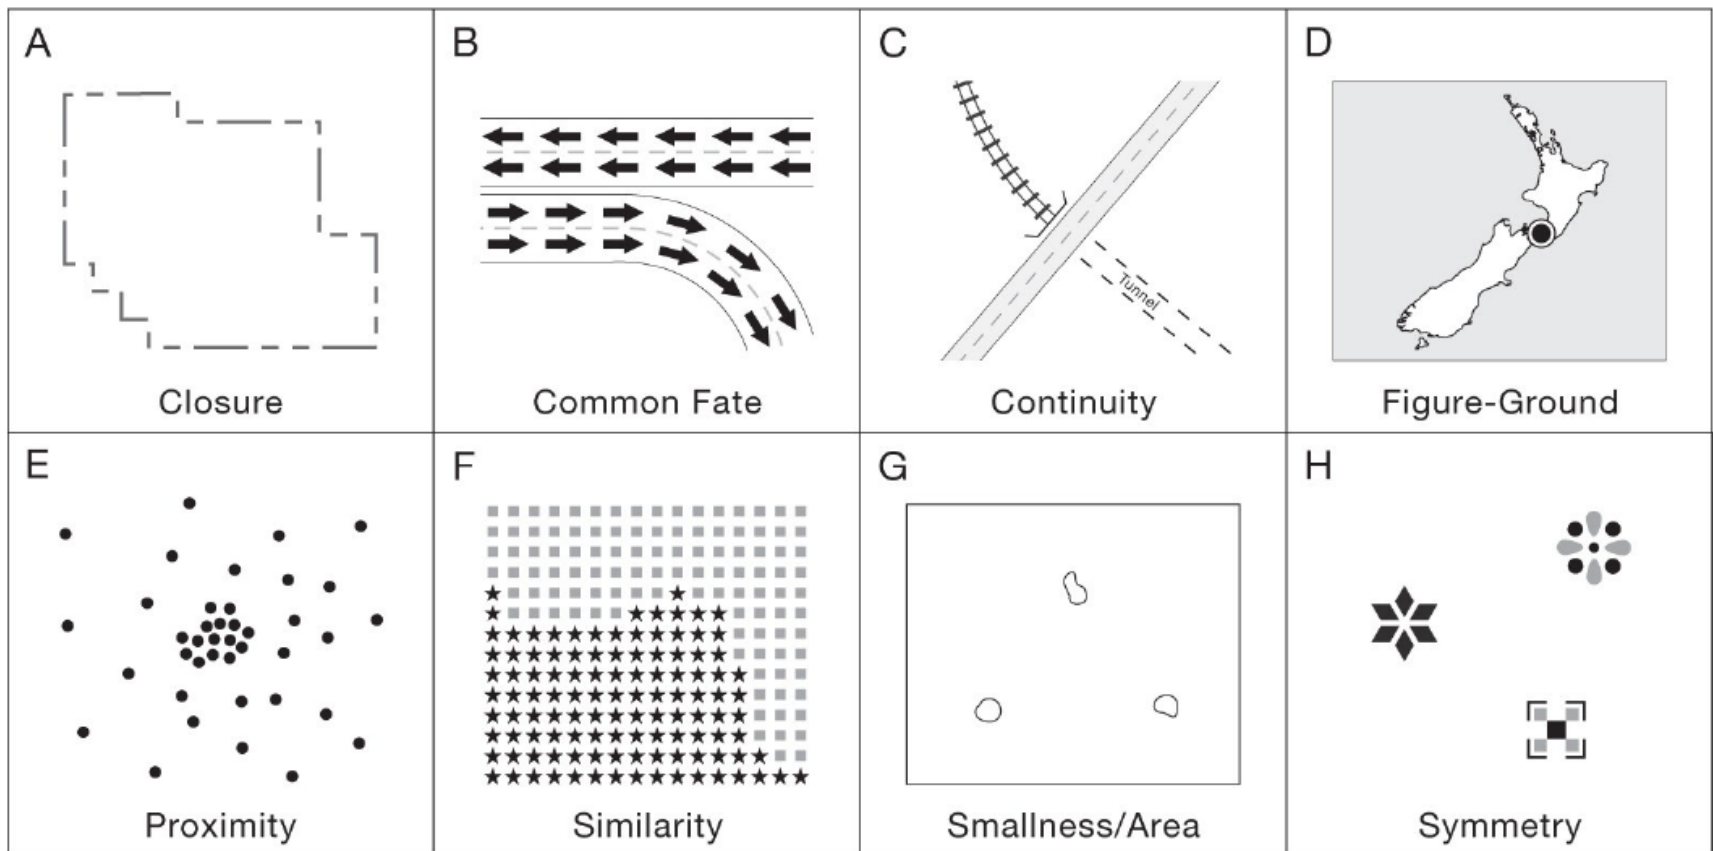 A
B
C
D
Tunnel
Closure
Common Fate
Continuity
Figure-Ground
E
F
G
H
Proximity
Similarity
Smallness/Area
Symmetry